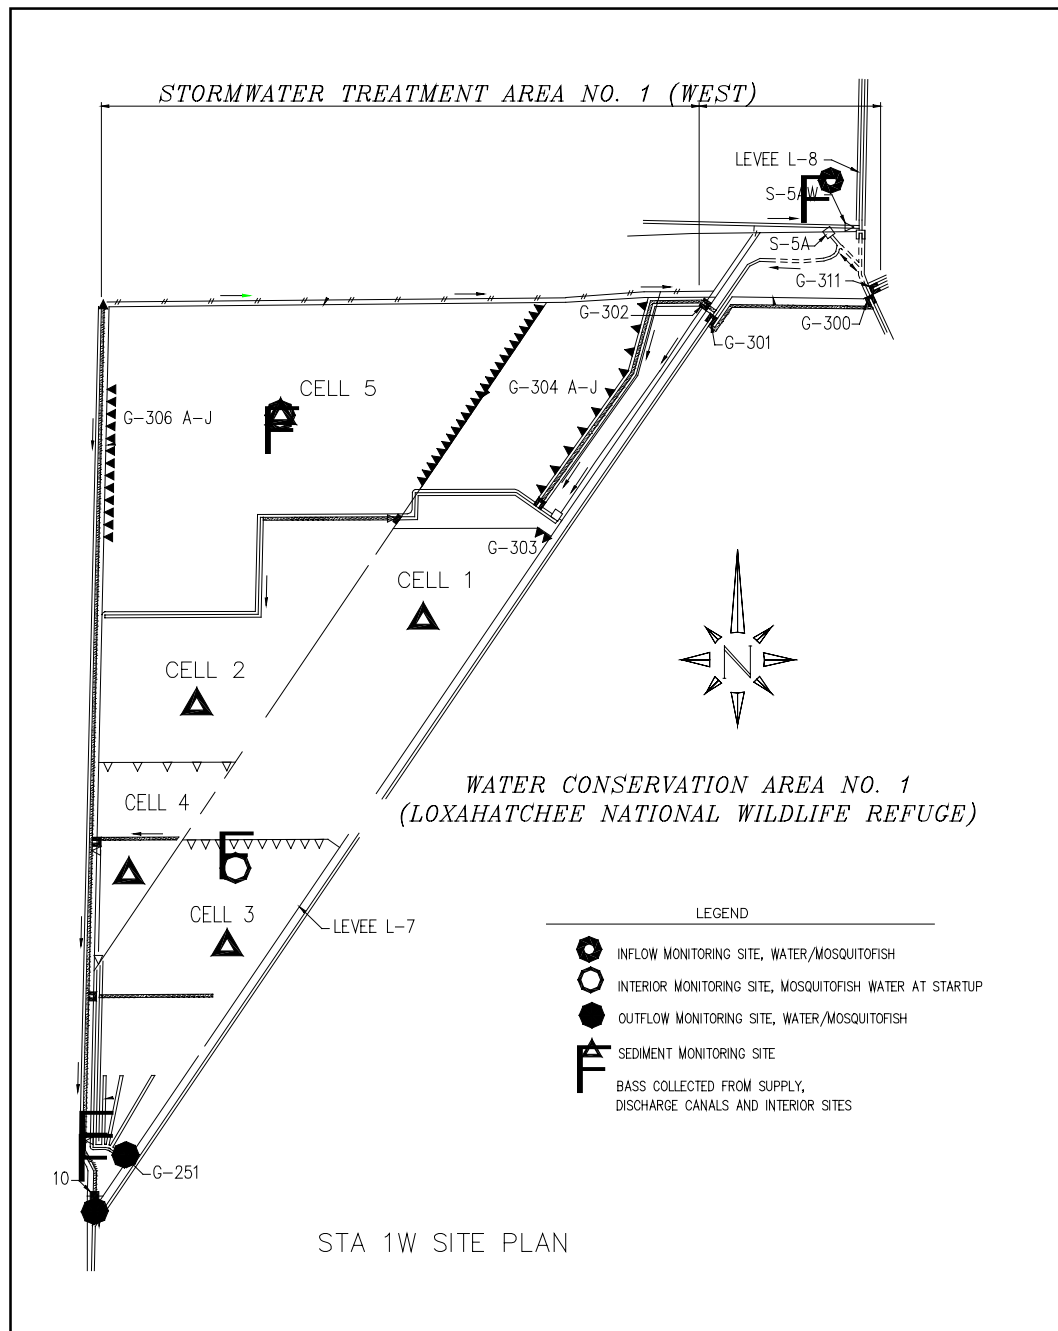 STORMWATER TREATMENT AREA NO. 1 (WEST)
LEVEE L-8
S-5AW
S-5A
G-311
G-302
G-300
G-301
CELL 5
G-304 A-J
G-306 A-J
G-303
CELL 1
CELL 2
N
WATER CONSERVATION AREA NO. 1
(LOXAHATCHEE NATIONAL WILDLIFE REFUGE)
CELL 4
CELL 3
LEVEE L-7
LEGEND
INFLOW MONITORING SITE, WATER/MOSQUITOFISH
INTERIOR MONITORING SITE, MOSQUITOFISH WATER AT STARTUP
OUTFLOW MONITORING SITE, WATER/MOSQUITOFISH
SEDIMENT MONITORING SITE
F
BASS COLLECTED FROM SUPPLY,
DISCHARGE CANALS AND INTERIOR SITES
F
F
F
F
F
G-251
10
STA 1W SITE PLAN